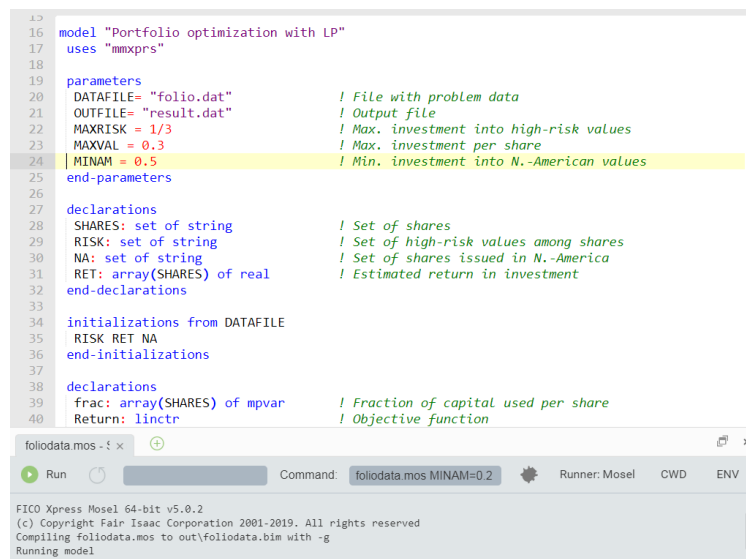 15
16 model "Portfolio optimization with LP"
17 uses "mmxprs"
18
19 parameters
20 DATAFILE= "folio.dat" ! File with problem data
21 OUTFILE= "result.dat" ! Output file
22 MAXRISK = 1/3 ! Max. investment into high-risk values
23 MAXVAL = 0.3 ! Max. investment per share
24 MINAM = 0.5 ! Min. investment into N.-American values
25 end-parameters
26
27 declarations
28 SHARES: set of string ! Set of shares
29 RISK: set of string ! Set of high-risk values among shares
30 NA: set of string ! Set of shares issued in N.-America
31 RET: array(SHARES) of real ! Estimated return in investment
32 end-declarations
33
34 initializations from DATAFILE
35 RISK RET NA
36 end-initializations
37
38 declarations
39 frac: array(SHARES) of mpvar ! Fraction of capital used per share
40 Return: linctr ! Objective function
foliodata.mos -
Run Command: foliodata.mos MINAM=0.2 Runner: Mosel CWD ENV
FICO Xpress Mosel 64-bit v5.0.2
(c) Copyright Fair Isaac Corporation 2001-2019. All rights reserved
Compiling foliodata.mos to out\foliodata.bim with -g
Running model